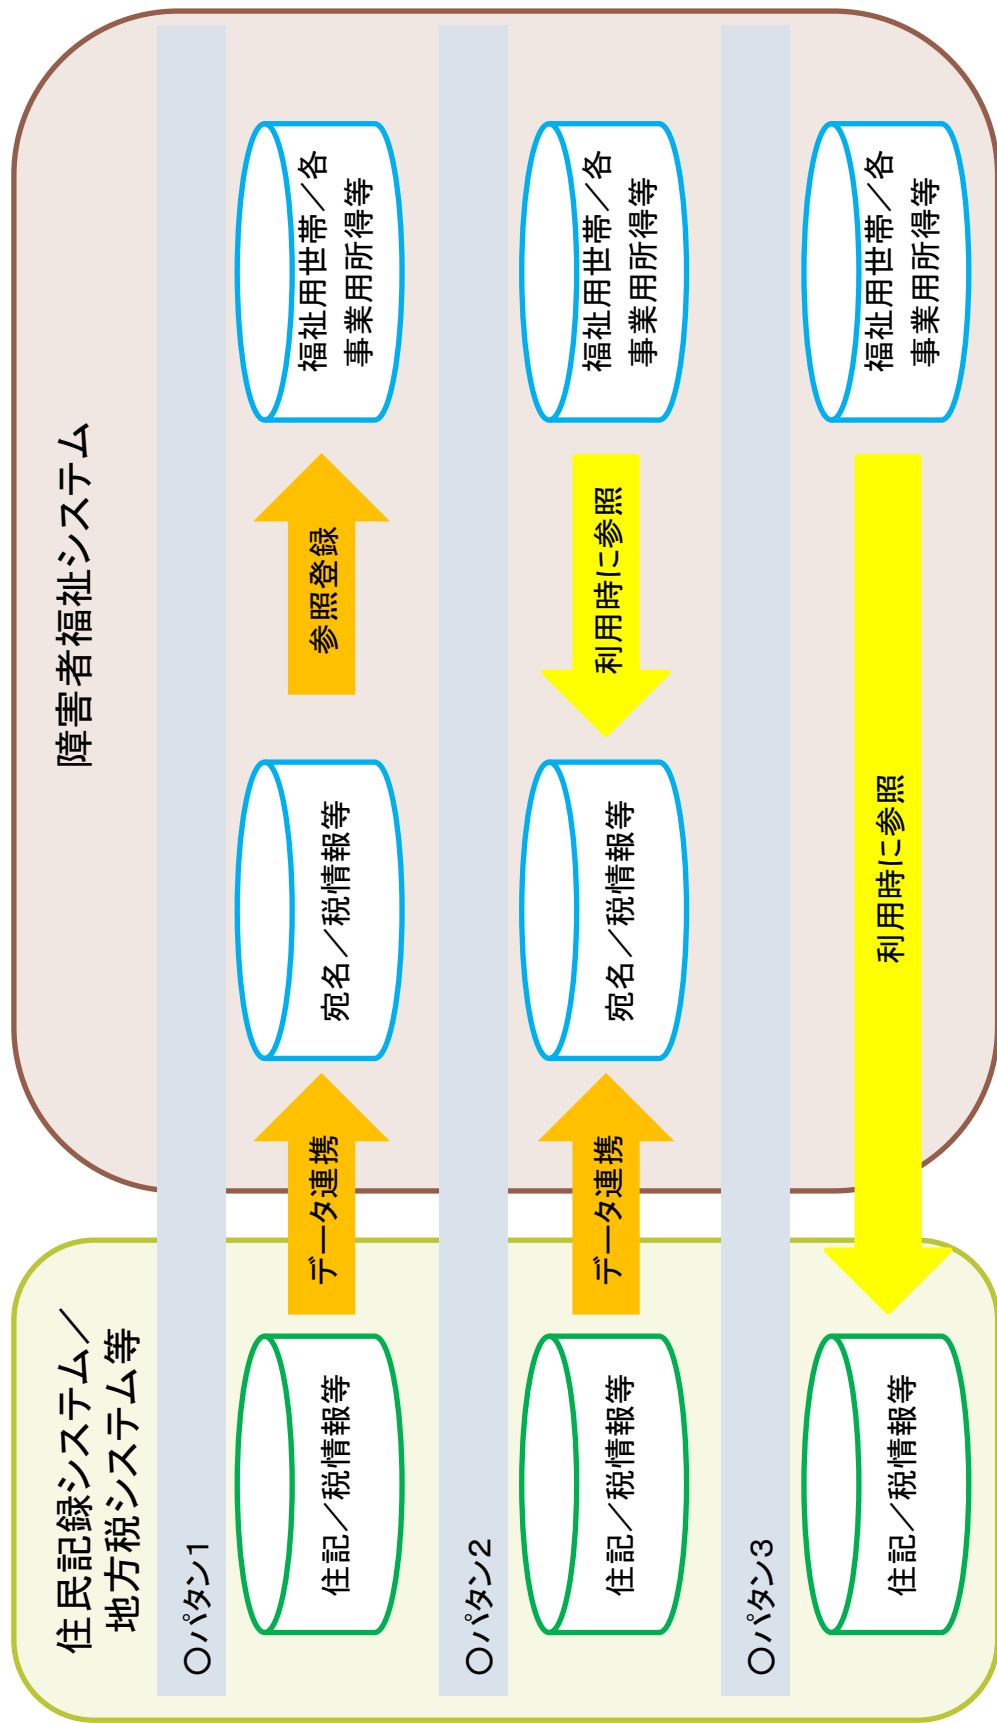 住民記録システム／
地方税システム等
障害者福祉システム
○パタン1
住記／税情報等
データ連携
宛名／税情報等
参照登録
福祉用世帯／各
事業用所得等
○パタン2
住記／税情報等
データ連携
宛名／税情報等
利用時に参照
福祉用世帯／各
事業用所得等
○パタン3
住記／税情報等
利用時に参照
福祉用世帯／各
事業用所得等